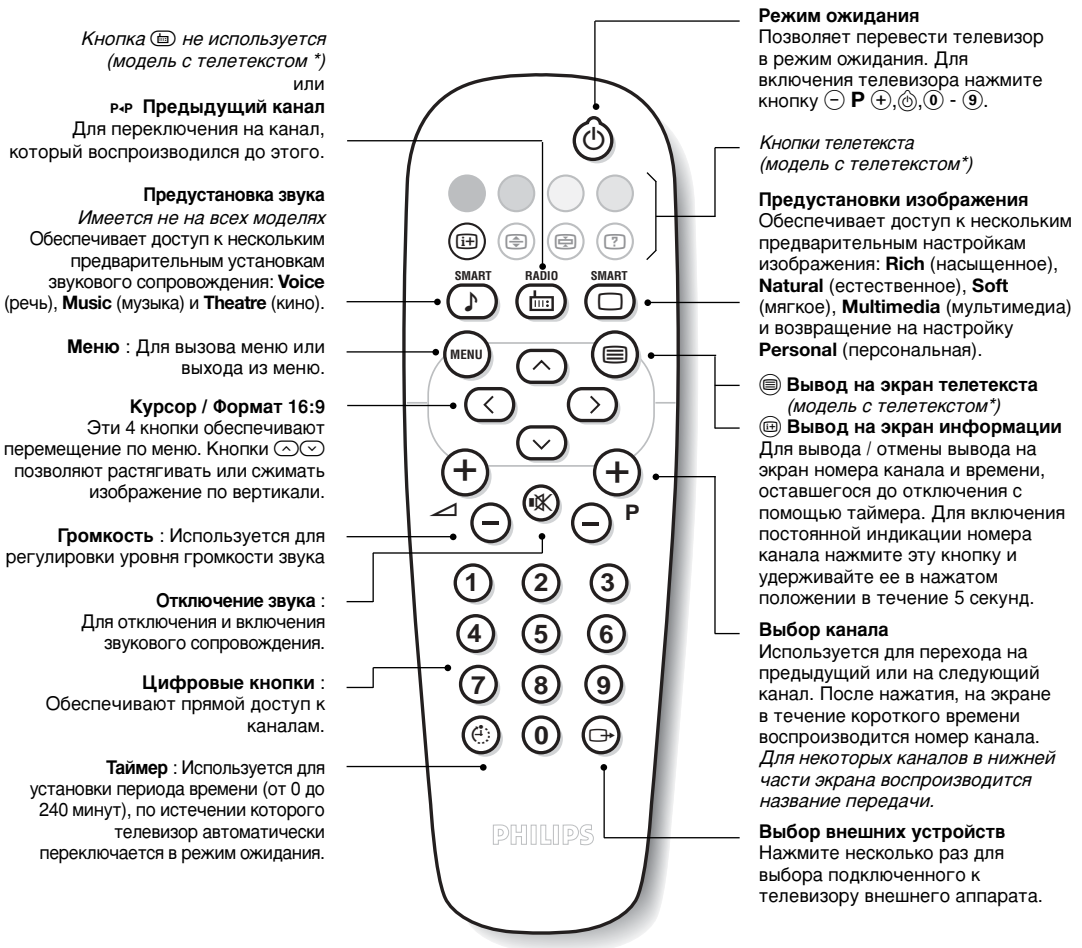 Кнопка не используется
(модель с телетекстом *)
или
P◂P Предыдущий канал
Для переключения на канал,
который воспроизводился до этого.
Предустановка звука
Имеется не на всех моделях
Обеспечивает доступ к нескольким
предварительным установкам
звукового сопровождения: Voice
(речь), Music (музыка) и Theatre (кино).
Меню : Для вызова меню или
выхода из меню.
Курсор / Формат 16:9
Эти 4 кнопки обеспечивают
перемещение по меню. Кнопки
позволяют растягивать или сжимать
изображение по вертикали.
Громкость : Используется для
регулировки уровня громкости звука
Отключение звука :
Для отключения и включения
звукового сопровождения.
Цифровые кнопки :
Обеспечивают прямой доступ к
каналам.
Таймер : Используется для
установки периода времени (от 0 до
240 минут), по истечении которого
телевизор автоматически
переключается в режим ожидания.
SMART RADIO SMART
MENU
P
1 2 3
4 5 6
7 8 9
0
PHILIPS
Режим ожидания
Позволяет перевести телевизор
в режим ожидания. Для
включения телевизора нажмите
кнопку − P +, 0 - 9.
Кнопки телетекста
(модель с телетекстом*)
Предустановки изображения
Обеспечивает доступ к нескольким
предварительным настройкам
изображения: Rich (насыщенное),
Natural (естественное), Soft
(мягкое), Multimedia (мультимедиа)
и возвращение на настройку
Personal (персональная).
Вывод на экран телетекста
(модель с телетекстом*)
Вывод на экран информации
Для вывода / отмены вывода на
экран номера канала и времени,
оставшегося до отключения с
помощью таймера. Для включения
постоянной индикации номера
канала нажмите эту кнопку и
удерживайте ее в нажатом
положении в течение 5 секунд.
Выбор канала
Используется для перехода на
предыдущий или на следующий
канал. После нажатия, на экране
в течение короткого времени
воспроизводится номер канала.
Для некоторых каналов в нижней
части экрана воспроизводится
название передачи.
Выбор внешних устройств
Нажмите несколько раз для
выбора подключенного к
телевизору внешнего аппарата.